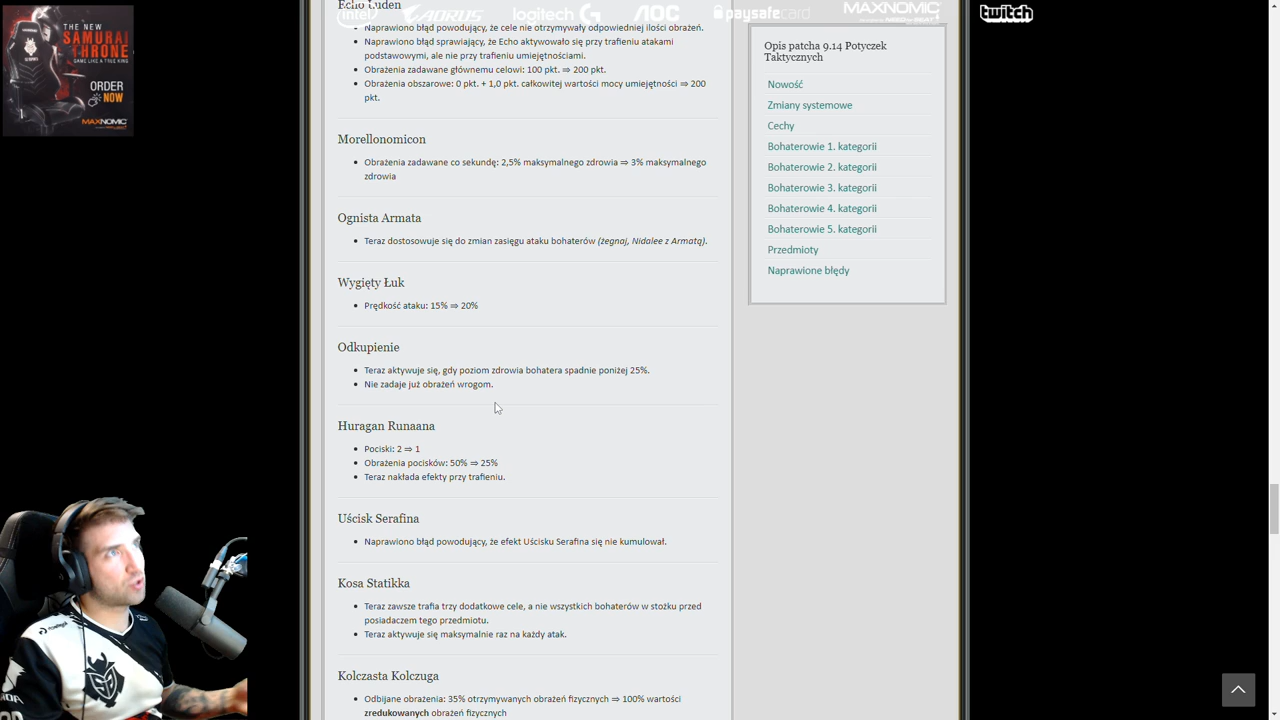 THE NEW
SAMURAI
THRONE
GAME LIKE A TRUE KING
ORDER
NOW
MAXNOMIC
intel
AORUS
logitech G
AOC
paysafecard
MAXNOMIC
twitch
Echo Luden
Naprawiono błąd powodujący, że cele nie otrzymywały odpowiedniej ilości obrażeń.
Naprawiono błąd sprawiający, że Echo aktywowało się przy trafieniu atakami
podstawowymi, ale nie przy trafieniu umiejętnościami.
Obrażenia zadawane głównemu celowi: 100 pkt. ⇒ 200 pkt.
Obrażenia obszarowe: 0 pkt. + 1,0 pkt. całkowitej wartości mocy umiejętności ⇒ 200
pkt.
Morellonomicon
Obrażenia zadawane co sekundę: 2,5% maksymalnego zdrowia ⇒ 3% maksymalnego
zdrowia
Ognista Armata
Teraz dostosowuje się do zmian zasięgu ataku bohaterów (żegnaj, Nidalee z Armatą).
Wygięty Łuk
Prędkość ataku: 15% ⇒ 20%
Odkupienie
Teraz aktywuje się, gdy poziom zdrowia bohatera spadnie poniżej 25%.
Nie zadaje już obrażeń wrogom.
Huragan Runaana
Pociski: 2 ⇒ 1
Obrażenia pocisków: 50% ⇒ 25%
Teraz nakłada efekty przy trafieniu.
Uścisk Serafina
Naprawiono błąd powodujący, że efekt Uścisku Serafina się nie kumulował.
Kosa Statikka
Teraz zawsze trafia trzy dodatkowe cele, a nie wszystkich bohaterów w stożku przed
posiadaczem tego przedmiotu.
Teraz aktywuje się maksymalnie raz na każdy atak.
Kolczasta Kolczuga
Odbijane obrażenia: 35% otrzymywanych obrażeń fizycznych ⇒ 100% wartości
zredukowanych obrażeń fizycznych
Opis patcha 9.14 Potyczek
Taktycznych
Nowość
Zmiany systemowe
Cechy
Bohaterowie 1. kategorii
Bohaterowie 2. kategorii
Bohaterowie 3. kategorii
Bohaterowie 4. kategorii
Bohaterowie 5. kategorii
Przedmioty
Naprawione błędy